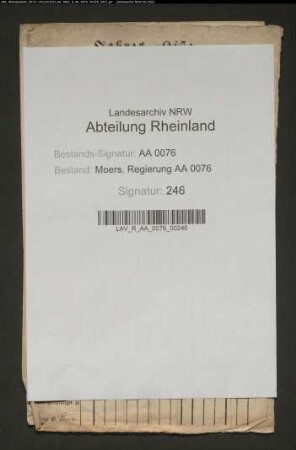 Landesarchiv NRW
Abteilung Rheinland
Bestands-Signatur: AA 0076
Bestand: Moers, Regierung AA 0076
Signatur: 246
LAV_R_AA_0076_00246